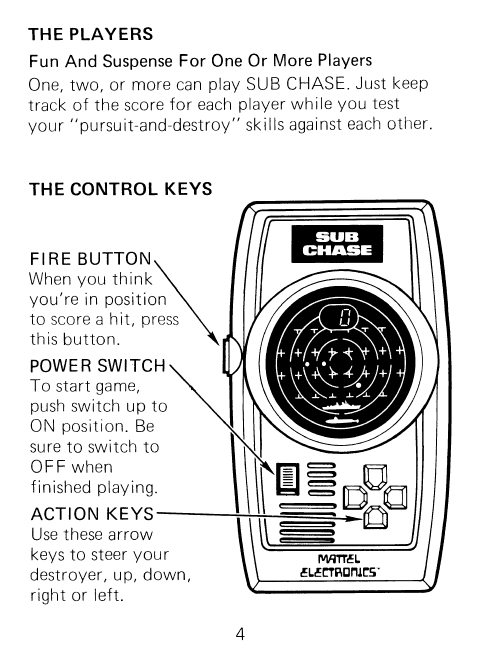 THE PLAYERS
Fun And Suspense For One Or More Players
One, two, or more can play SUB CHASE. Just keep
track of the score for each player while you test
your "pursuit-and-destroy" skills against each other.
THE CONTROL KEYS
FIRE BUTTON
When you think
you're in position
to score a hit, press
this button.
POWER SWITCH
To start game,
push switch up to
ON position. Be
sure to switch to
OFF when
finished playing.
ACTION KEYS
Use these arrow
keys to steer your
destroyer, up, down,
right or left.
SUB
CHASE
0
MATTEL
ELECTRONICS
4